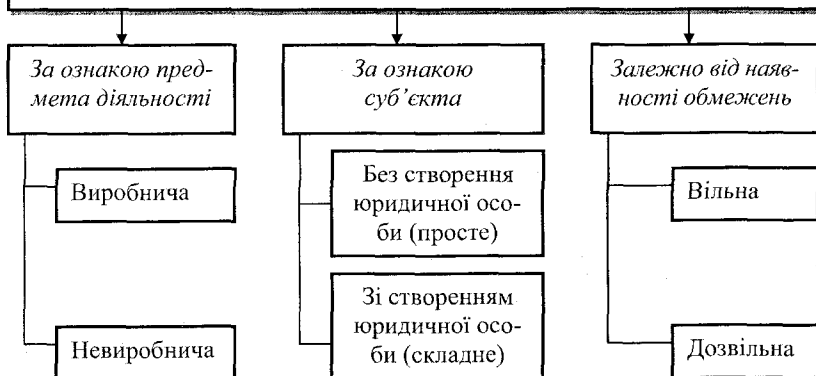 За ознакою пред-
мета діяльності
Виробнича
Невиробнича
За ознакою
суб’єкта
Без створення
юридичної осо-
би (просте)
Зі створенням
юридичної осо-
би (складне)
Залежно від наяв-
ності обмежень
Вільна
Дозвільна